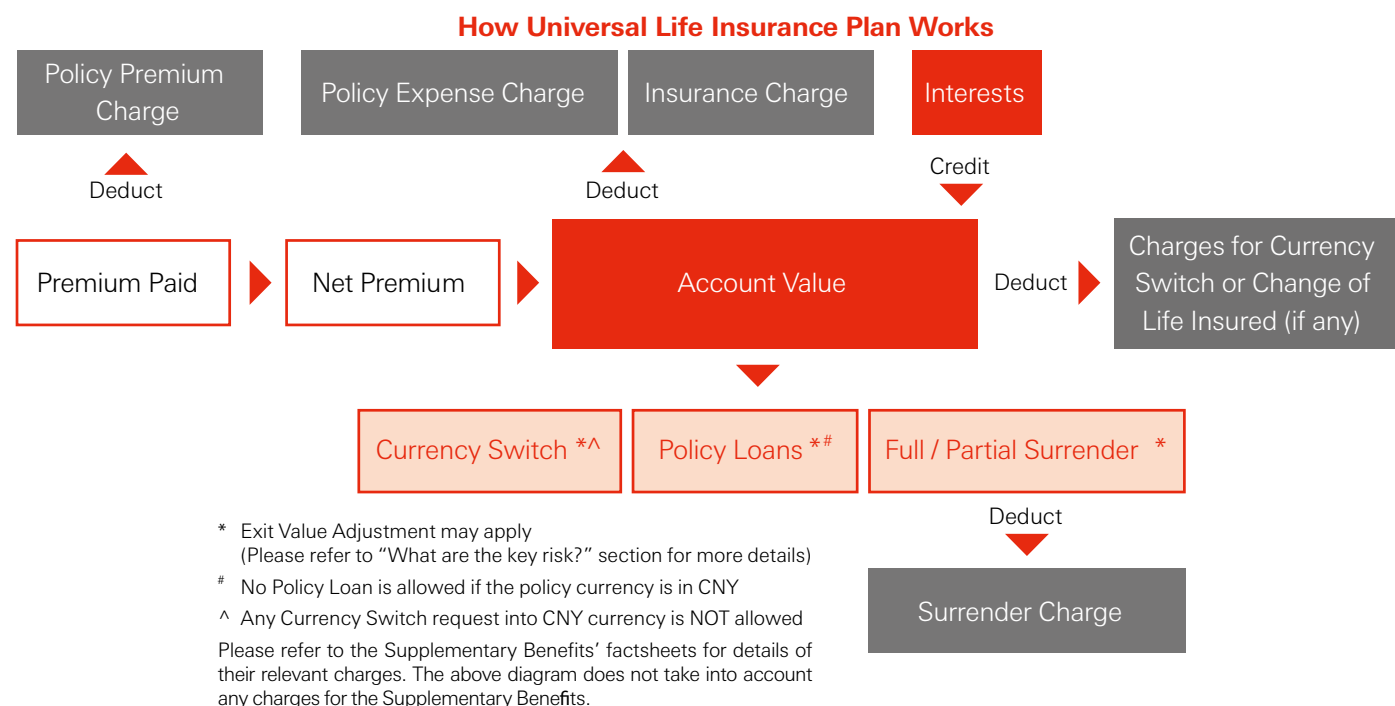 How Universal Life Insurance Plan Works
Policy Premium
Charge
Policy Expense Charge
Insurance Charge
Interests
Deduct
Deduct
Credit
Premium Paid
Net Premium
Account Value
Deduct
Charges for Currency
Switch or Change of
Life Insured (if any)
Currency Switch *^
Policy Loans *#
Full / Partial Surrender *
Deduct
Surrender Charge
* Exit Value Adjustment may apply
(Please refer to “What are the key risk?” section for more details)
# No Policy Loan is allowed if the policy currency is in CNY
^ Any Currency Switch request into CNY currency is NOT allowed
Please refer to the Supplementary Benefits’ factsheets for details of
their relevant charges. The above diagram does not take into account
any charges for the Supplementary Benefits.